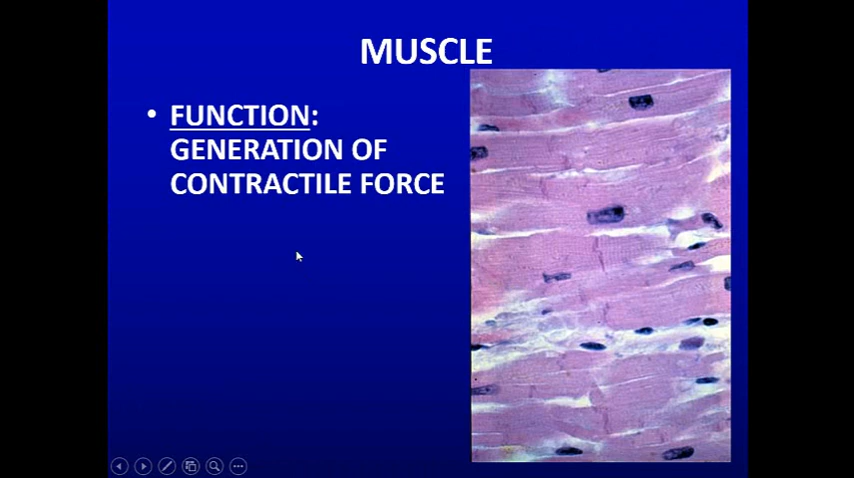 MUSCLE
• FUNCTION:
GENERATION OF
CONTRACTILE FORCE